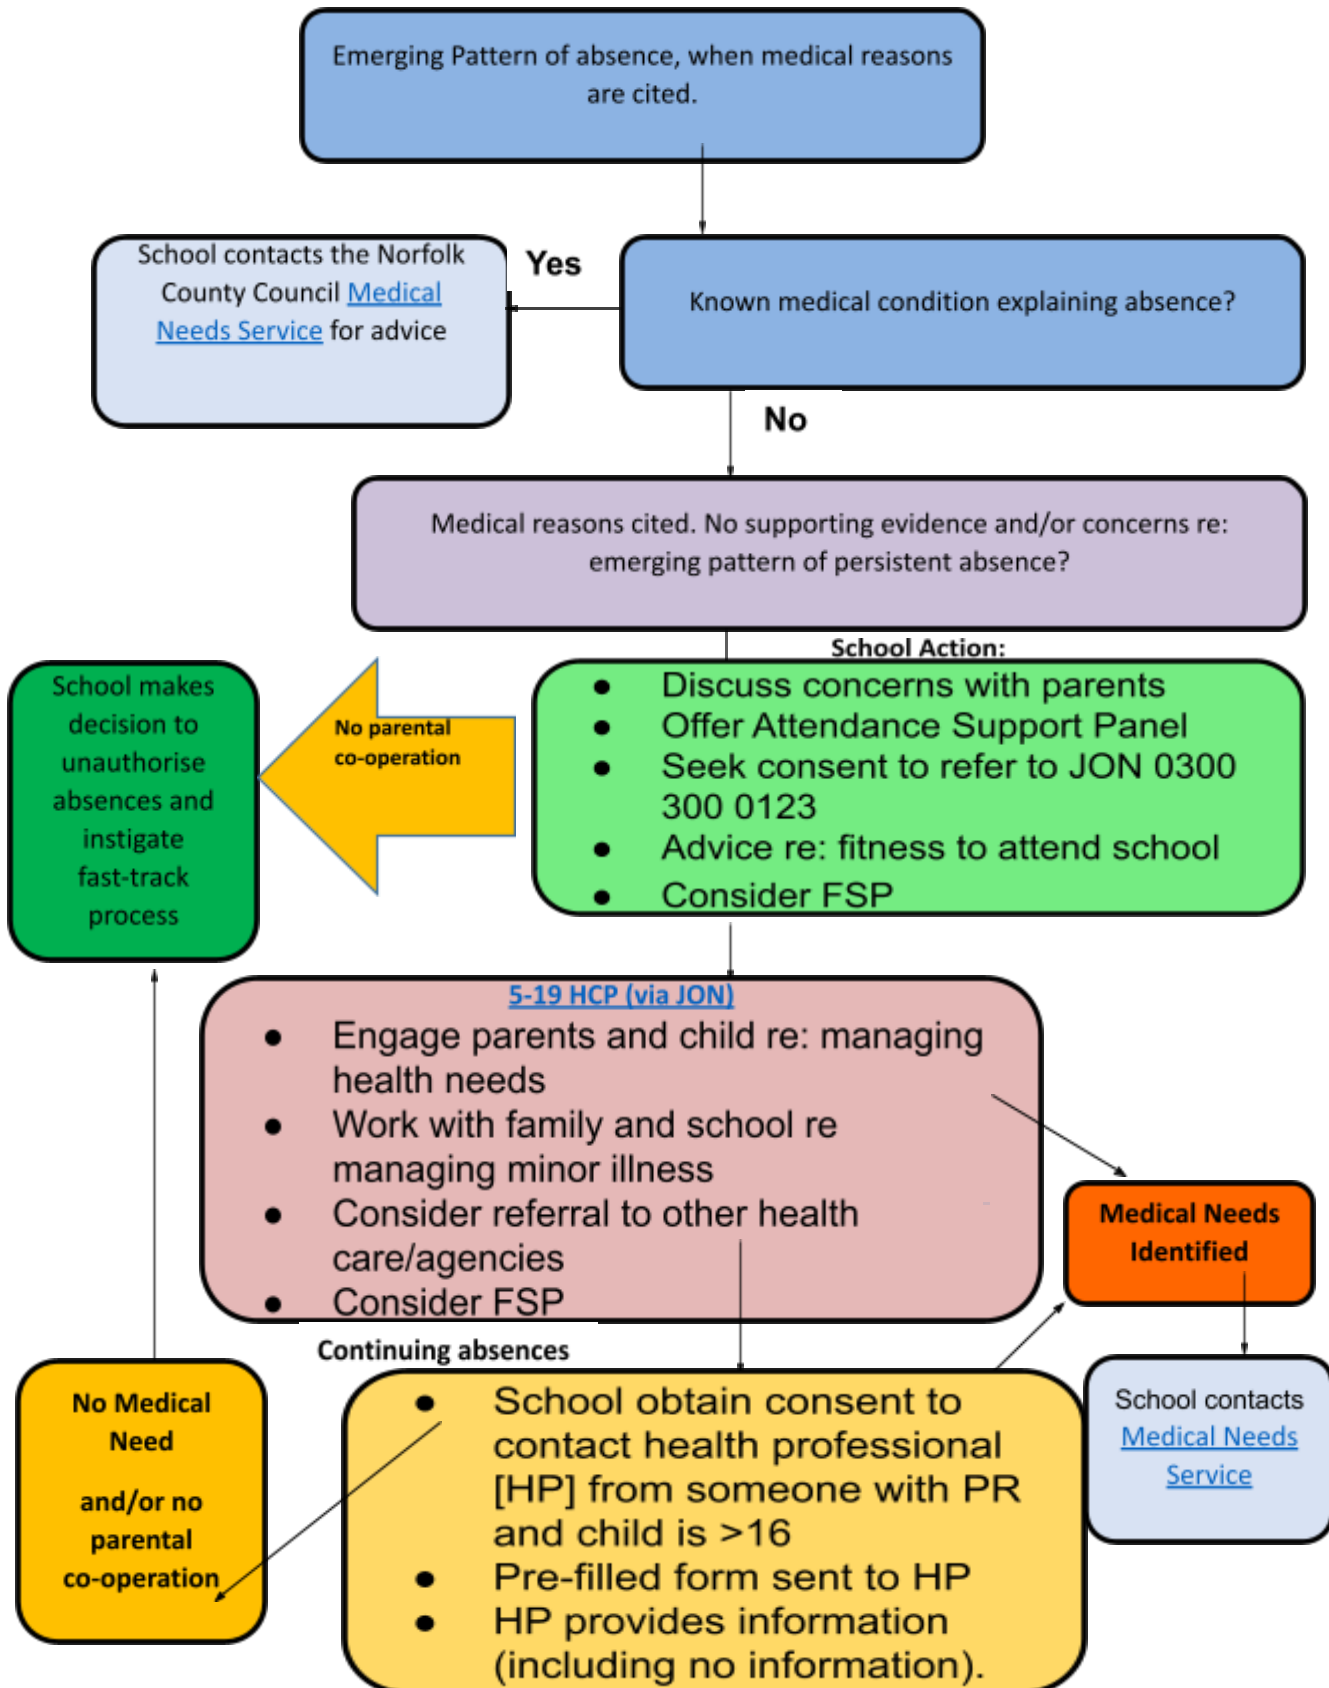 Emerging Pattern of absence, when medical reasons
are cited.
School contacts the Norfolk
County Council Medical
Needs Service for advice
Yes
Known medical condition explaining absence?
No
Medical reasons cited. No supporting evidence and/or concerns re:
emerging pattern of persistent absence?
School Action:
● Discuss concerns with parents
● Offer Attendance Support Panel
● Seek consent to refer to JON 0300
300 0123
● Advice re: fitness to attend school
● Consider FSP
No parental
co-operation
School makes
decision to
unauthorise
absences and
instigate
fast-track
process
5-19 HCP (via JON)
● Engage parents and child re: managing
health needs
● Work with family and school re
managing minor illness
● Consider referral to other health
care/agencies
● Consider FSP
Medical Needs
Identified
Continuing absences
● School obtain consent to
contact health professional
[HP] from someone with PR
and child is >16
● Pre-filled form sent to HP
● HP provides information
(including no information).
No Medical
Need
and/or no
parental
co-operation
School contacts
Medical Needs
Service